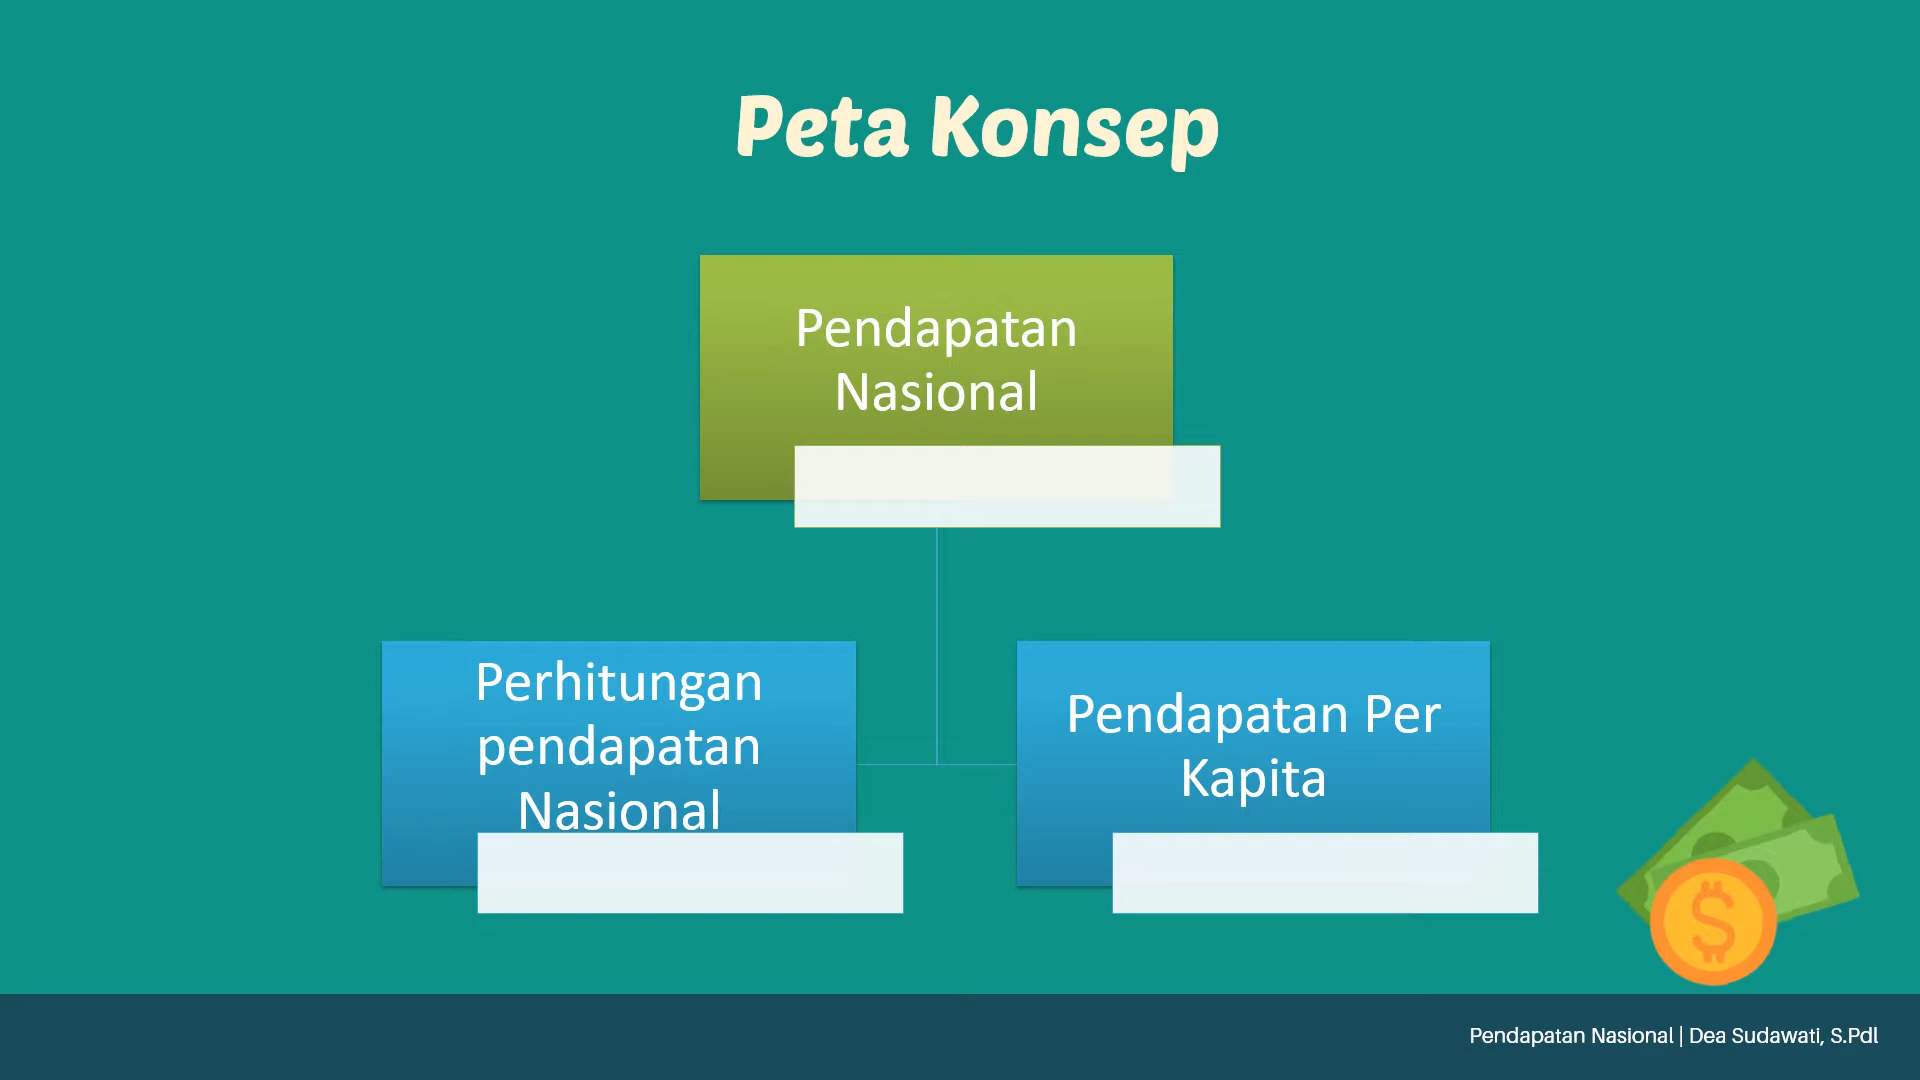 Peta Konsep
Pendapatan
Nasional
Perhitungan
pendapatan
Nasional
Pendapatan Per
Kapita
$
Pendapatan Nasional | Dea Sudawati, S.Pdl